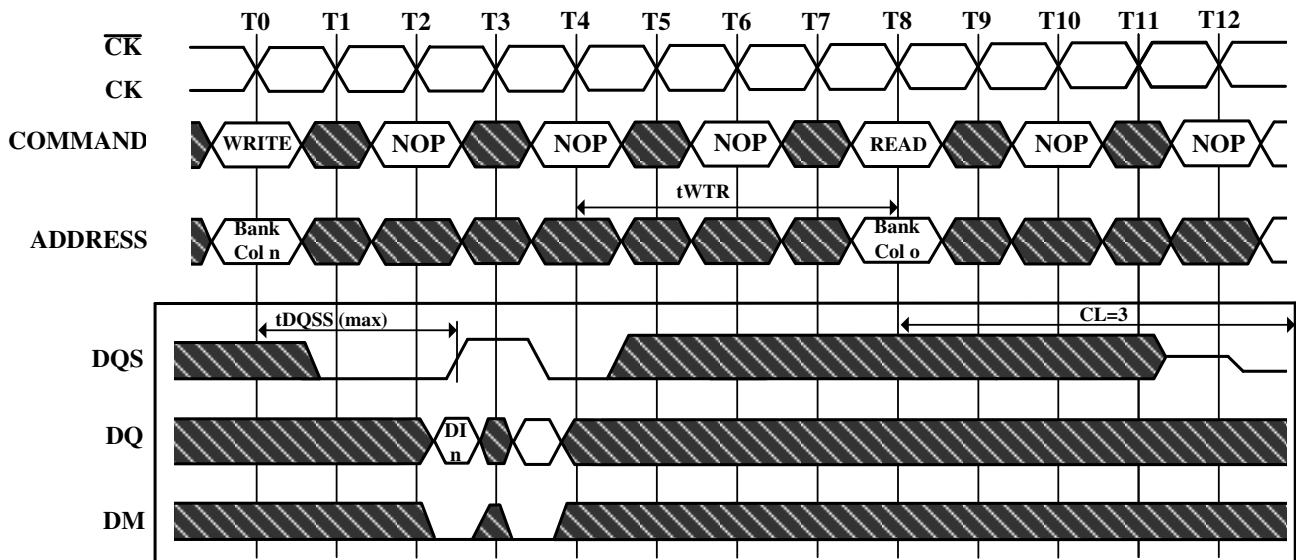 T0 T1 T2 T3 T4 T5 T6 T7 T8 T9 T10 T11 T12
CK
CK
COMMAND
WRITE NOP NOP NOP READ NOP NOP
tWTR
ADDRESS
Bank
Col n
Bank
Col o
tDQSS (max)
CL=3
DQS
DQ
DI
n
DM